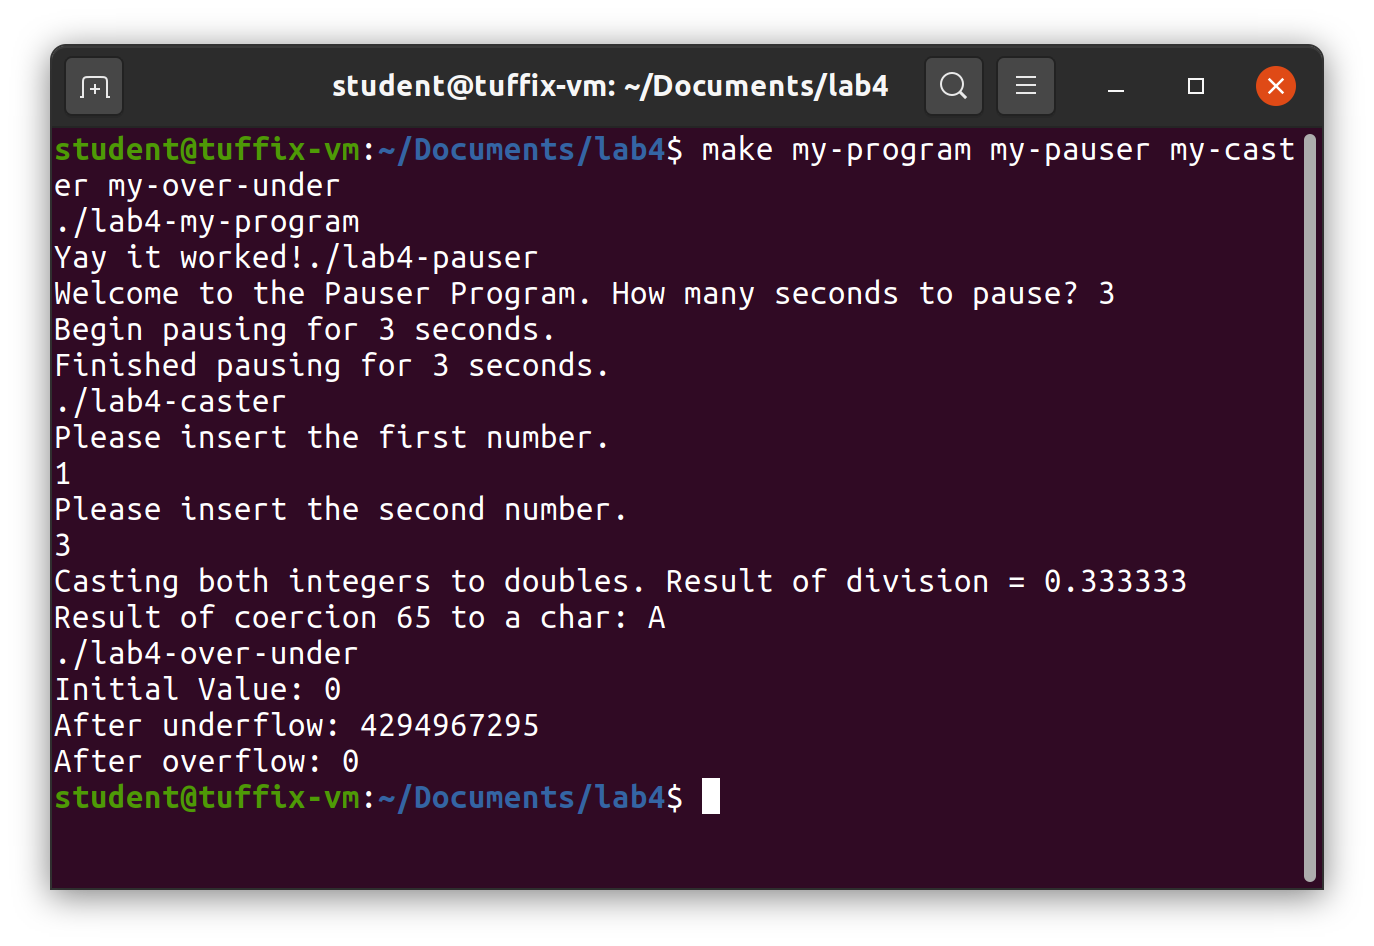 student@tuffix-vm: ~/Documents/lab4
student@tuffix-vm:~/Documents/lab4$ make my-program my-pauser my-cast
er my-over-under
./lab4-my-program
Yay it worked!./lab4-pauser
Welcome to the Pauser Program. How many seconds to pause? 3
Begin pausing for 3 seconds.
Finished pausing for 3 seconds.
./lab4-caster
Please insert the first number.
1
Please insert the second number.
3
Casting both integers to doubles. Result of division = 0.333333
Result of coercion 65 to a char: A
./lab4-over-under
Initial Value: 0
After underflow: 4294967295
After overflow: 0
student@tuffix-vm:~/Documents/lab4$